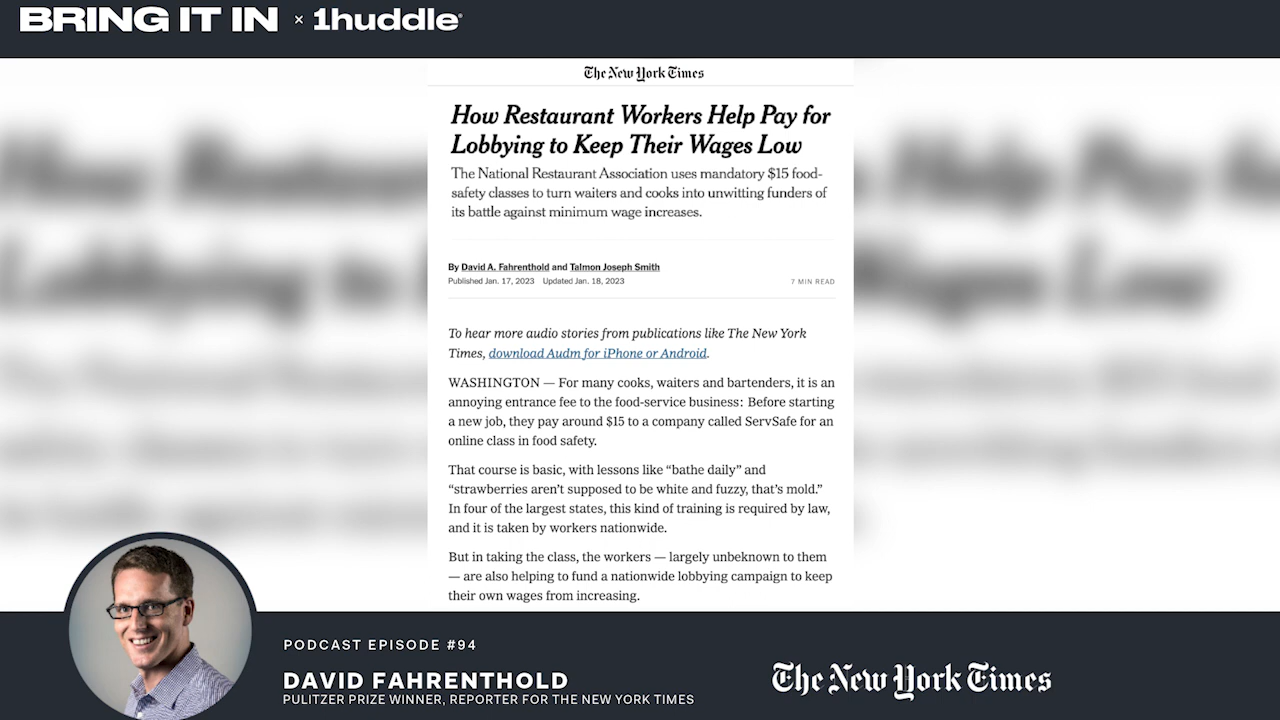 BRING IT IN × 1huddle
The New York Times
How Restaurant Workers Help Pay for
Lobbying to Keep Their Wages Low
The National Restaurant Association uses mandatory $15 food-
safety classes to turn waiters and cooks into unwitting funders of
its battle against minimum wage increases.
By David A. Fahrenthold and Talmon Joseph Smith
Published Jan. 17, 2023 Updated Jan. 18, 2023
7 MIN READ
To hear more audio stories from publications like The New York
Times, download Audm for iPhone or Android.
WASHINGTON — For many cooks, waiters and bartenders, it is an
annoying entrance fee to the food-service business: Before starting
a new job, they pay around $15 to a company called ServSafe for an
online class in food safety.
That course is basic, with lessons like “bathe daily” and
“strawberries aren’t supposed to be white and fuzzy, that’s mold.”
In four of the largest states, this kind of training is required by law,
and it is taken by workers nationwide.
But in taking the class, the workers — largely unbeknown to them
— are also helping to fund a nationwide lobbying campaign to keep
their own wages from increasing.
PODCAST EPISODE #94
DAVID FAHRENTHOLD
PULITZER PRIZE WINNER, REPORTER FOR THE NEW YORK TIMES
The New York Times